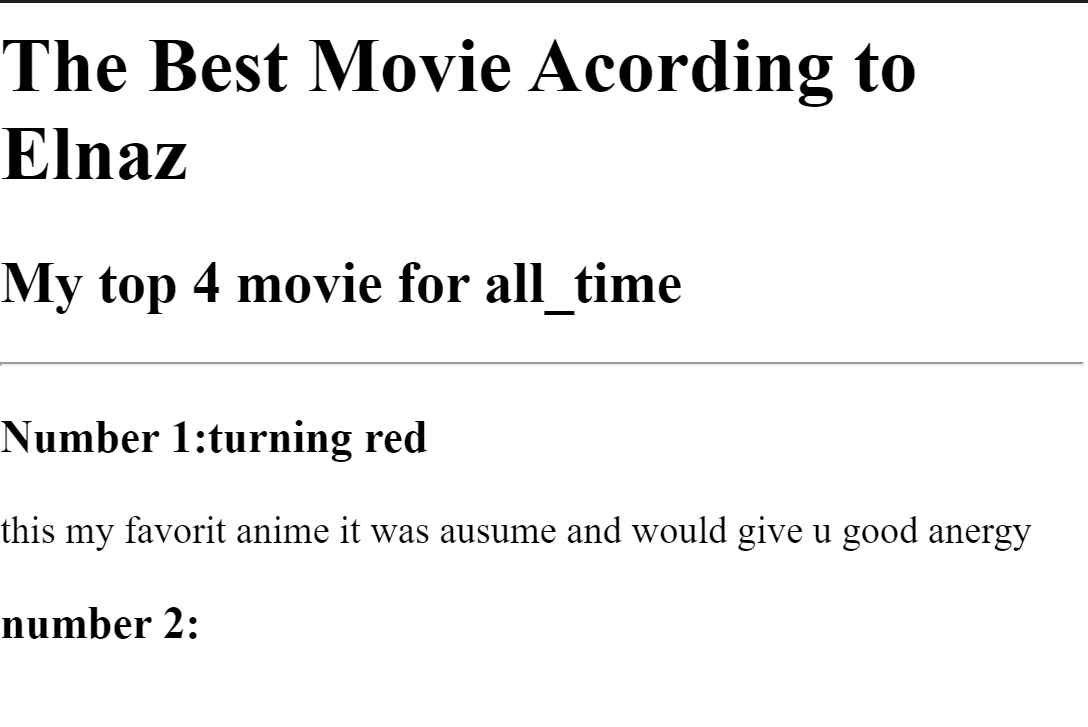 The Best Movie Acording to
Elnaz
My top 4 movie for all_time
Number 1:turning red
this my favorit anime it was ausume and would give u good anergy
number 2: